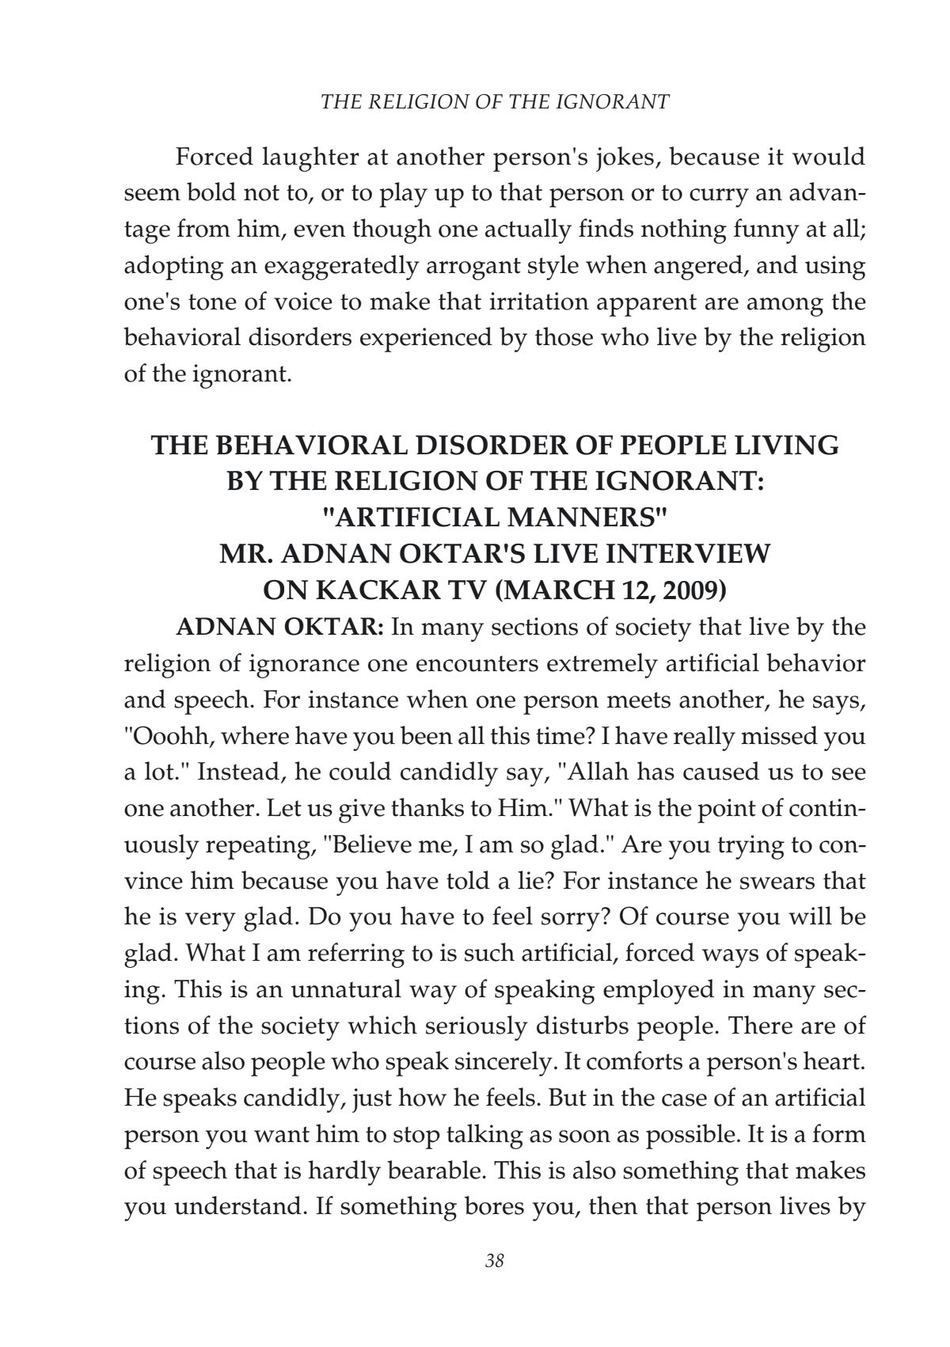 THE RELIGION OF THE IGNORANT
Forced laughter at another person's jokes, because it would
seem bold not to, or to play up to that person or to curry an advan-
tage from him, even though one actually finds nothing funny at all;
adopting an exaggeratedly arrogant style when angered, and using
one's tone of voice to make that irritation apparent are among the
behavioral disorders experienced by those who live by the religion
of the ignorant.
THE BEHAVIORAL DISORDER OF PEOPLE LIVING
BY THE RELIGION OF THE IGNORANT:
"ARTIFICIAL MANNERS"
MR. ADNAN OKTAR'S LIVE INTERVIEW
ON KACKAR TV (MARCH 12, 2009)
ADNAN OKTAR: In many sections of society that live by the
religion of ignorance one encounters extremely artificial behavior
and speech. For instance when one person meets another, he says,
"Ooohh, where have you been all this time? I have really missed you
a lot." Instead, he could candidly say, "Allah has caused us to see
one another. Let us give thanks to Him." What is the point of contin-
uously repeating, "Believe me, I am so glad." Are you trying to con-
vince him because you have told a lie? For instance he swears that
he is very glad. Do you have to feel sorry? Of course you will be
glad. What I am referring to is such artificial, forced ways of speak-
ing. This is an unnatural way of speaking employed in many sec-
tions of the society which seriously disturbs people. There are of
course also people who speak sincerely. It comforts a person's heart.
He speaks candidly, just how he feels. But in the case of an artificial
person you want him to stop talking as soon as possible. It is a form
of speech that is hardly bearable. This is also something that makes
you understand. If something bores you, then that person lives by
38